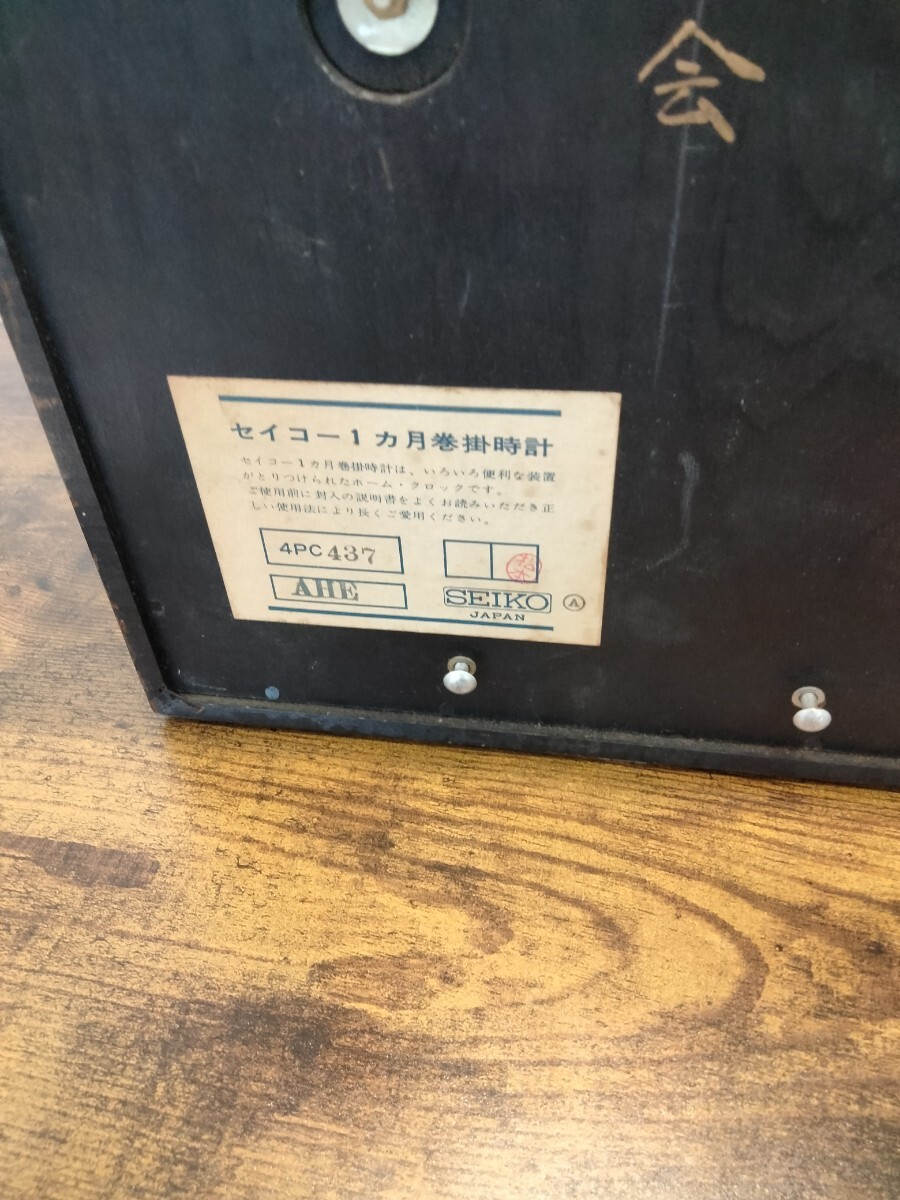 会
セイコー1カ月巻掛時計
セイコー1カ月巻掛時計は、いろいろ便利な装置
がとりつけられたホーム・クロックです。
ご使用前に封入の説明書をよくお読みいただき正
しい使用法により長くご愛用ください。
4PC437
AHE
SEIKO Ⓐ
JAPAN